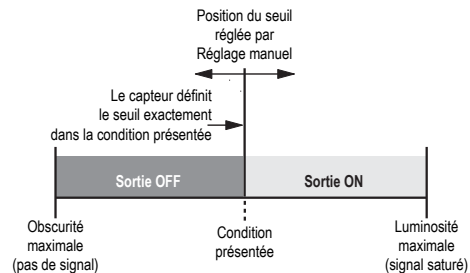 Position du seuil
réglée par
Réglage manuel
Le capteur définit
le seuil exactement
dans la condition présentée
Sortie OFF
Sortie ON
Obscurité
maximale
(pas de signal)
Condition
présentée
Luminosité
maximale
(signal saturé)